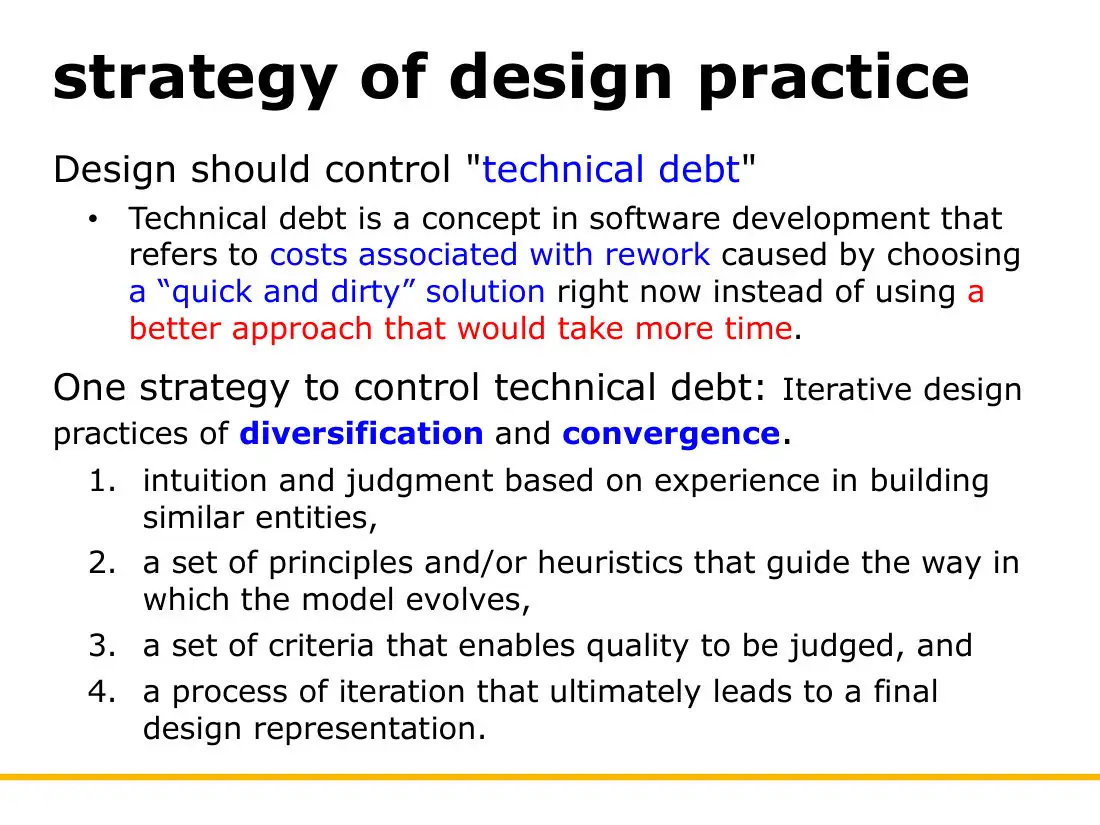 strategy of design practice
Design should control "technical debt"
• Technical debt is a concept in software development that
refers to costs associated with rework caused by choosing
a “quick and dirty” solution right now instead of using a
better approach that would take more time.
One strategy to control technical debt: Iterative design
practices of diversification and convergence.
1. intuition and judgment based on experience in building
similar entities,
2. a set of principles and/or heuristics that guide the way in
which the model evolves,
3. a set of criteria that enables quality to be judged, and
4. a process of iteration that ultimately leads to a final
design representation.